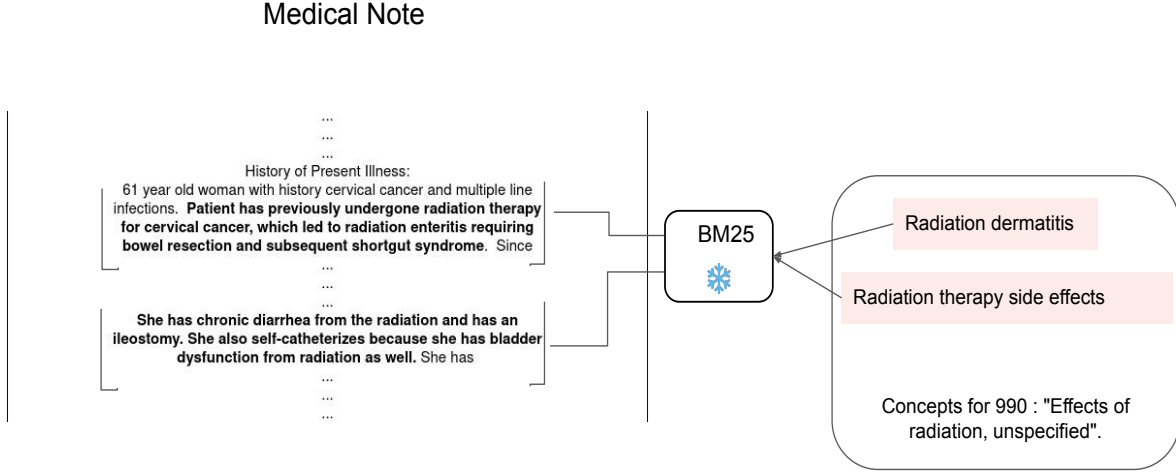 Medical Note
...
...
...
History of Present Illness:
61 year old woman with history cervical cancer and multiple line
infections. Patient has previously undergone radiation therapy
for cervical cancer, which led to radiation enteritis requiring
bowel resection and subsequent shortgut syndrome. Since
...
...
...
She has chronic diarrhea from the radiation and has an
ileostomy. She also self-catheterizes because she has bladder
dysfunction from radiation as well. She has
...
...
...
BM25
Radiation dermatitis
Radiation therapy side effects
Concepts for 990 : "Effects of
radiation, unspecified".